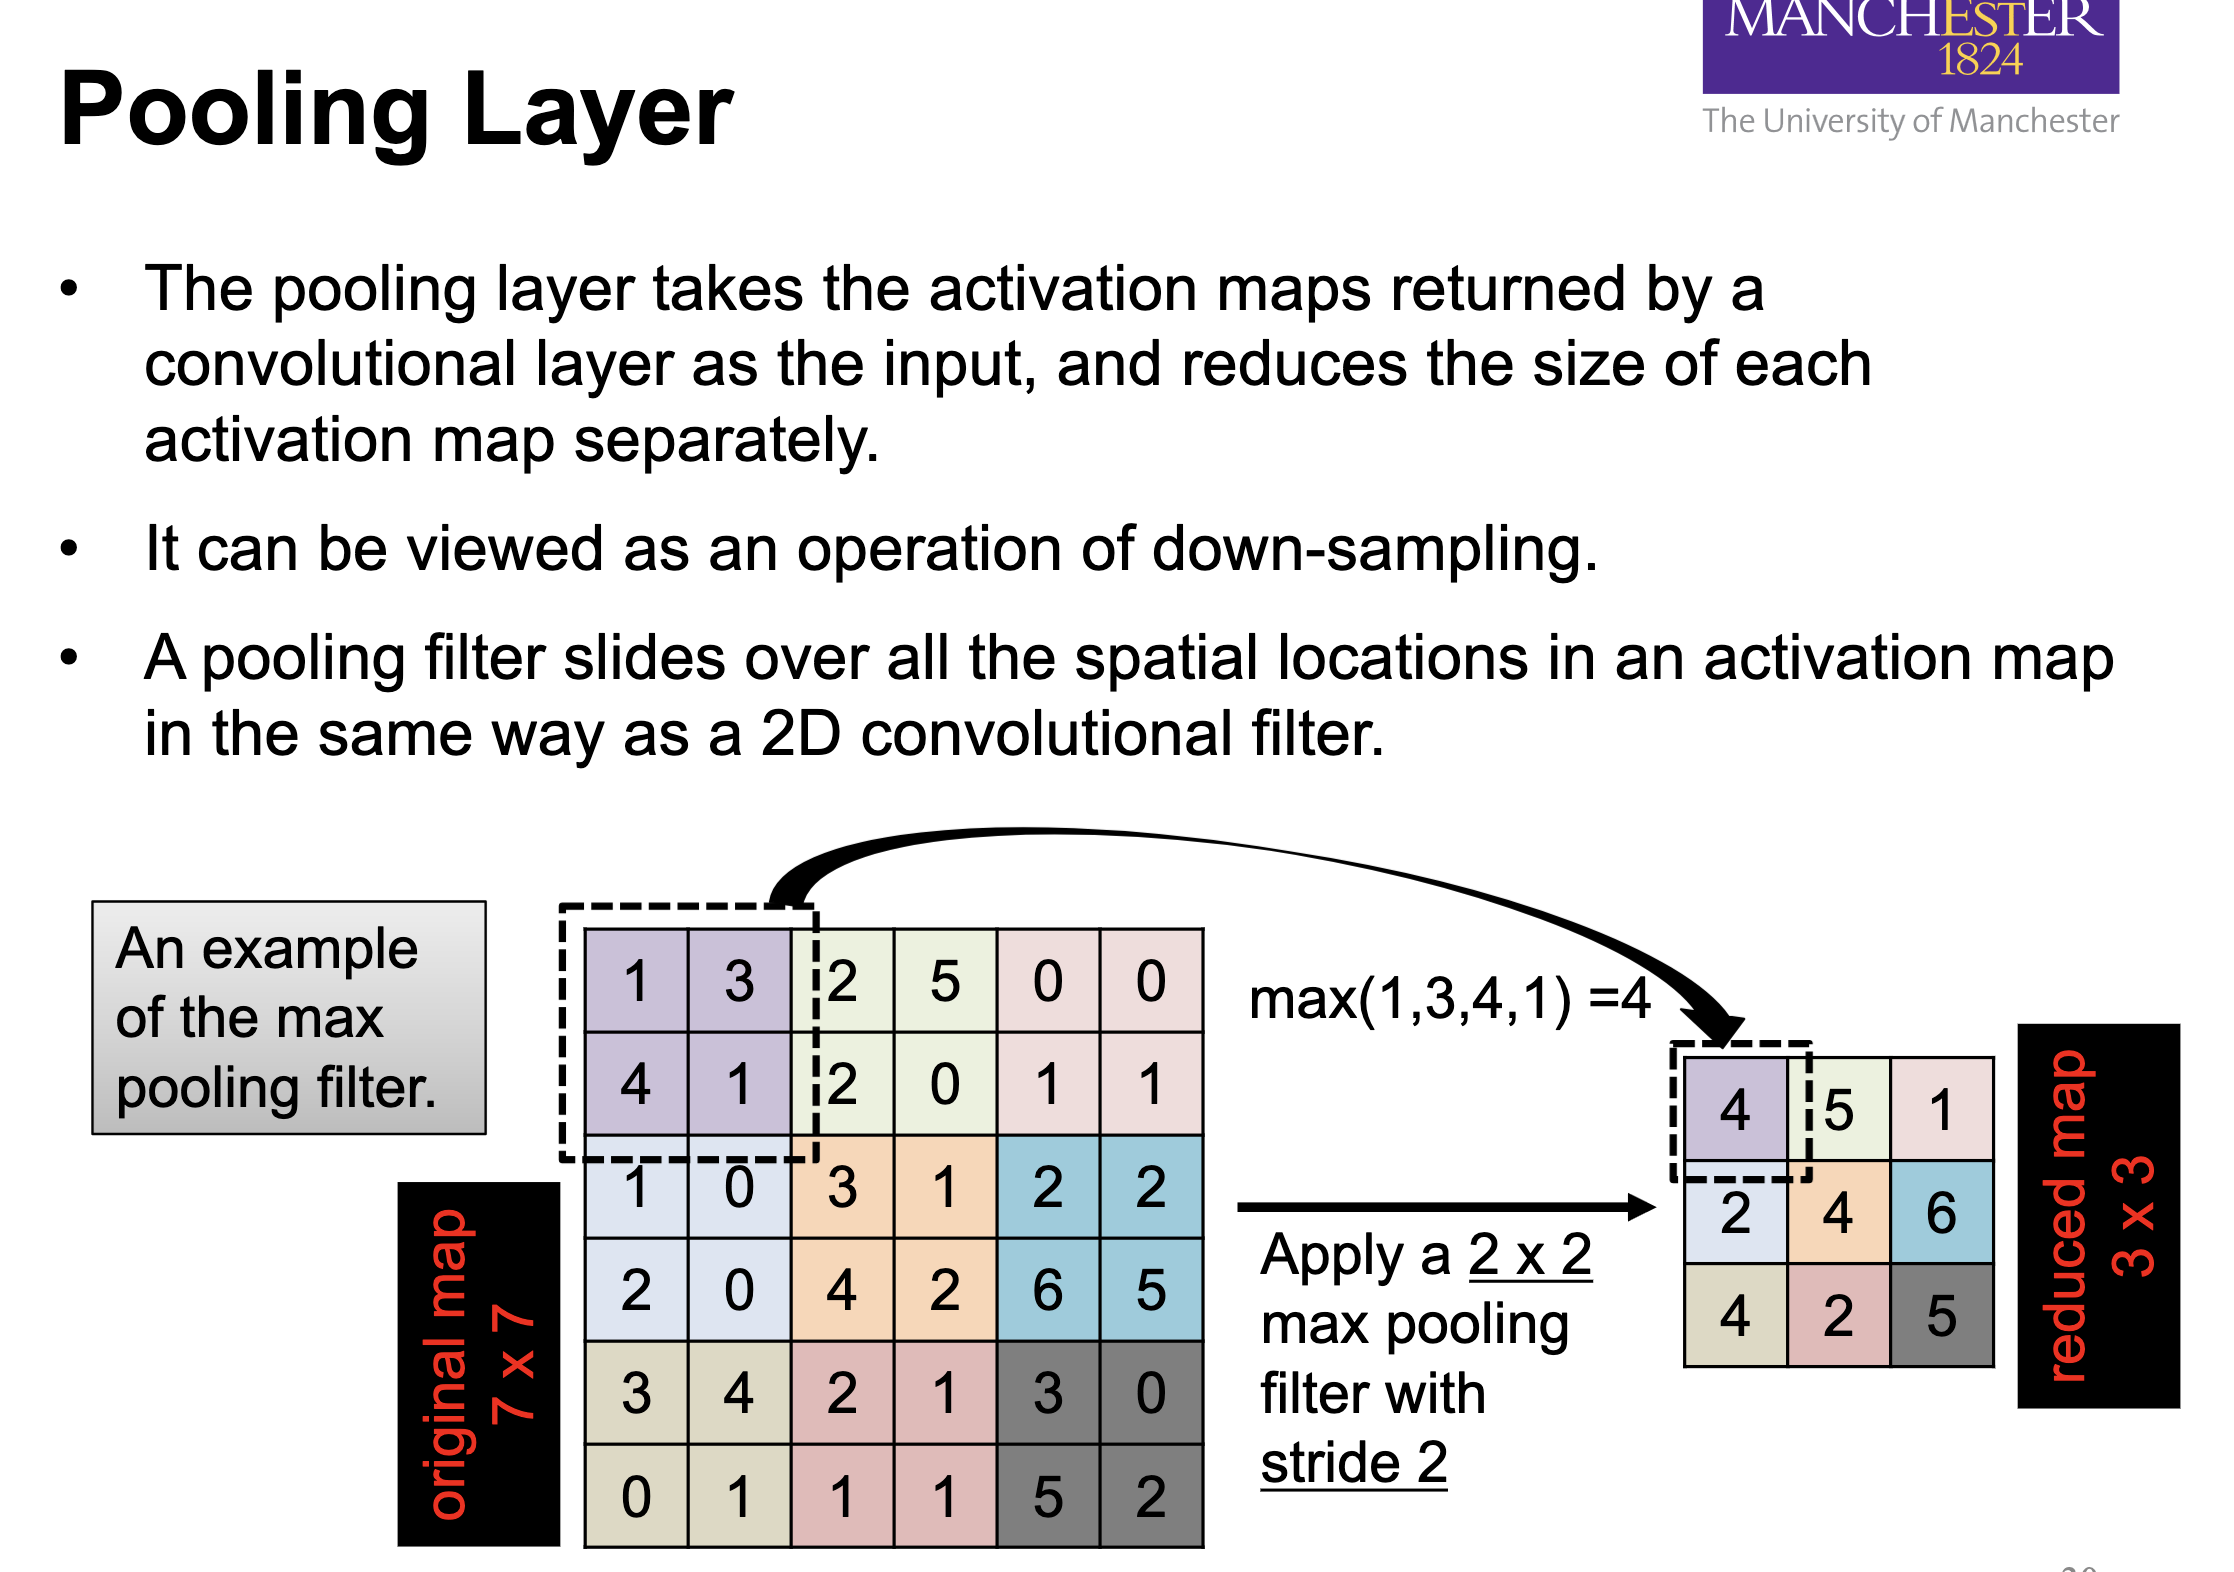 MANCHESTER
1824
The University of Manchester
Pooling Layer
• The pooling layer takes the activation maps returned by a
convolutional layer as the input, and reduces the size of each
activation map separately.
• It can be viewed as an operation of down-sampling.
• A pooling filter slides over all the spatial locations in an activation map
in the same way as a 2D convolutional filter.
An example
of the max
pooling filter.
original map
7 x 7
1 3 2 5 0 0
4 1 2 0 1 1
1 0 3 1 2 2
2 0 4 2 6 5
3 4 2 1 3 0
0 1 1 1 5 2
max(1,3,4,1) =4
Apply a 2 x 2
max pooling
filter with
stride 2
4 5 1
2 4 6
4 2 5
reduced map
3 x 3